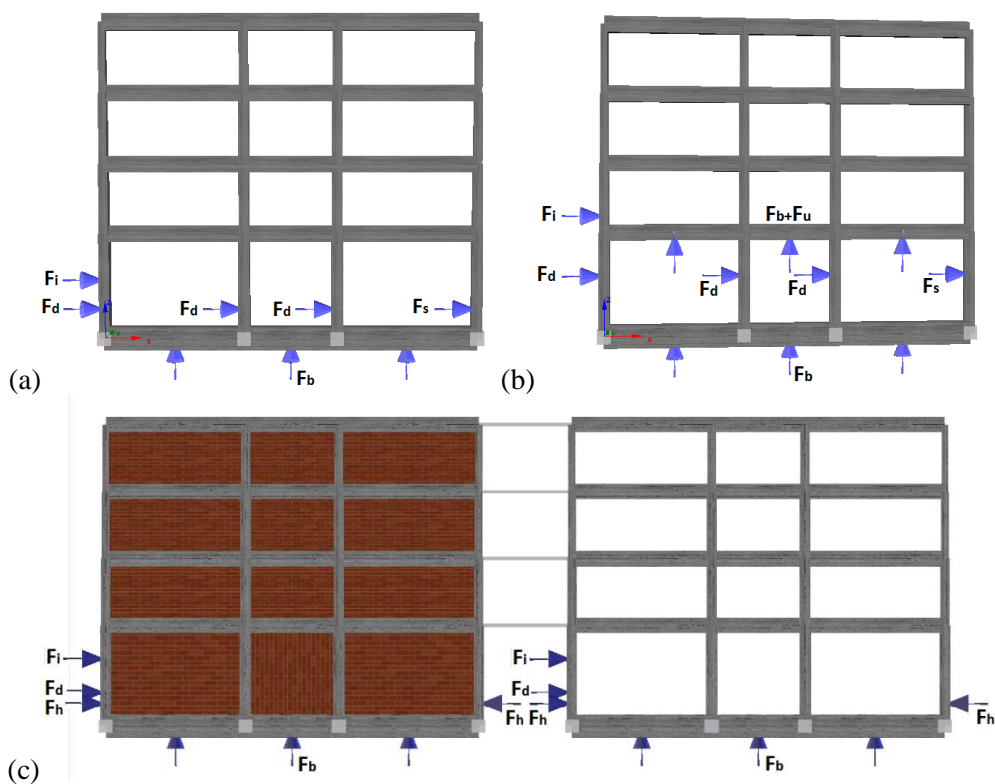 Fi
Fd Fd Fd Fs
z
y x
(a) Fb
Fi Fb+Fu
Fd Fd Fd Fs
z
y x
(b) Fb
Fi Fi
Fd Fd
Fh Fh Fh Fh
(c) Fb Fb